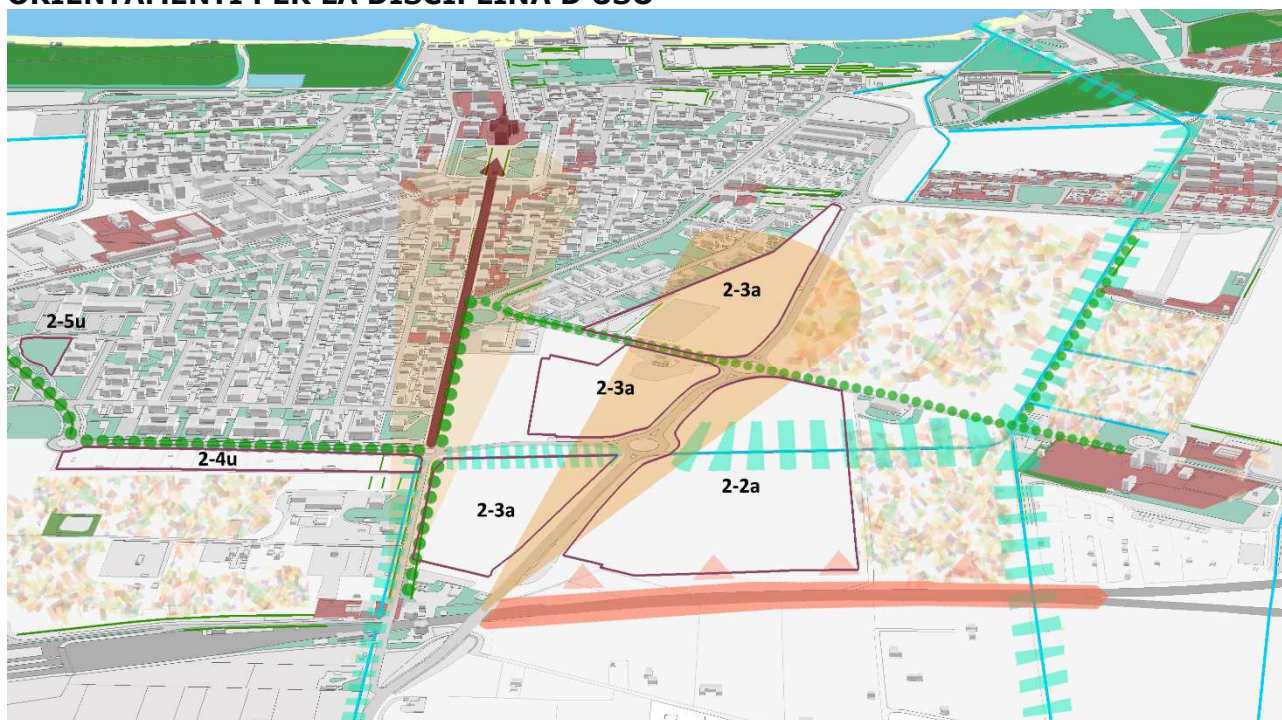 ORIENTAMENTI PER LA DISCIPLINA D'USO
2-3a
2-5u
2-3a
2-4u
2-2a
2-3a